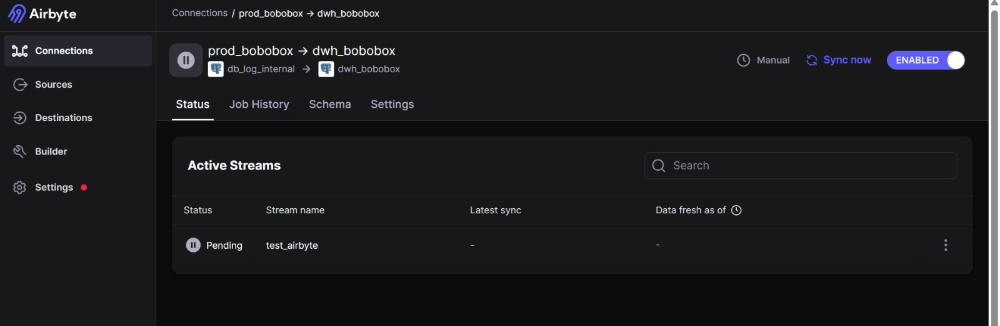 Airbyte
Connections / prod_bobobox → dwh_bobobox
Connections
Sources
Destinations
Builder
Settings
prod_bobobox → dwh_bobobox
db_log_internal → dwh_bobobox
Manual
Sync now
ENABLED
Status Job History Schema Settings
Active Streams
Search
Status Stream name Latest sync Data fresh as of
Pending test_airbyte - -